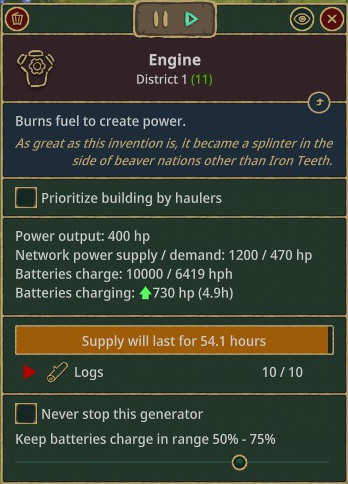 Engine
District 1 (11)
Burns fuel to create power.
As great as this invention is, it became a splinter in the
side of beaver nations other than Iron Teeth.
Prioritize building by haulers
Power output: 400 hp
Network power supply / demand: 1200 / 470 hp
Batteries charge: 10000 / 6419 hph
Batteries charging: 730 hp (4.9h)
Supply will last for 54.1 hours
Logs 10 / 10
Never stop this generator
Keep batteries charge in range 50% - 75%